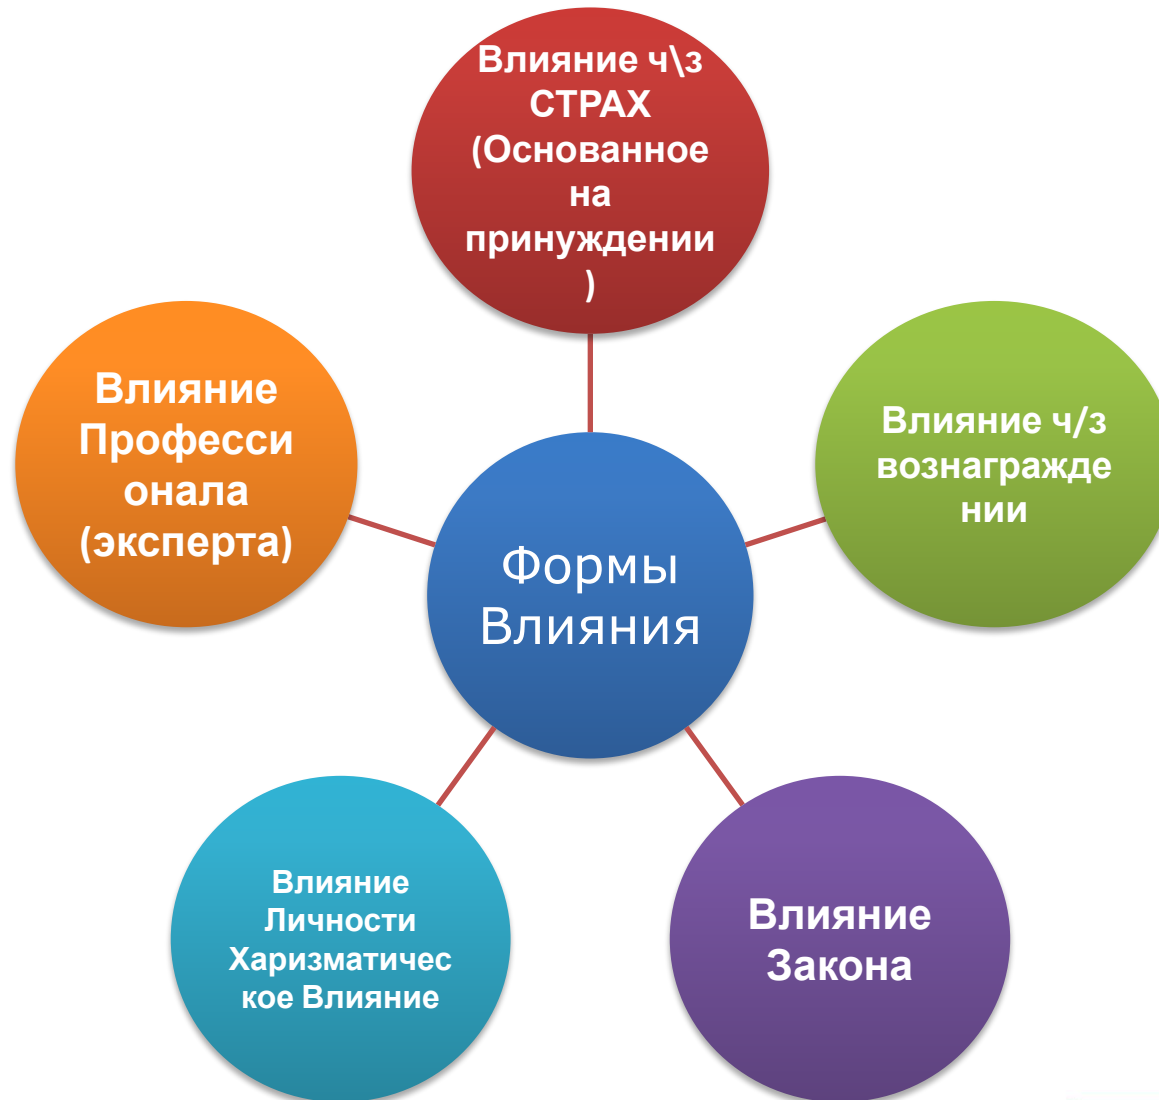 Влияние ч\з
СТРАХ
(Основанное
на
принуждении
)
Влияние
Професси
онала
(эксперта)
Влияние ч/з
вознагражде
нии
Формы
Влияния
Влияние
Личности
Харизматичес
кое Влияние
Влияние
Закона